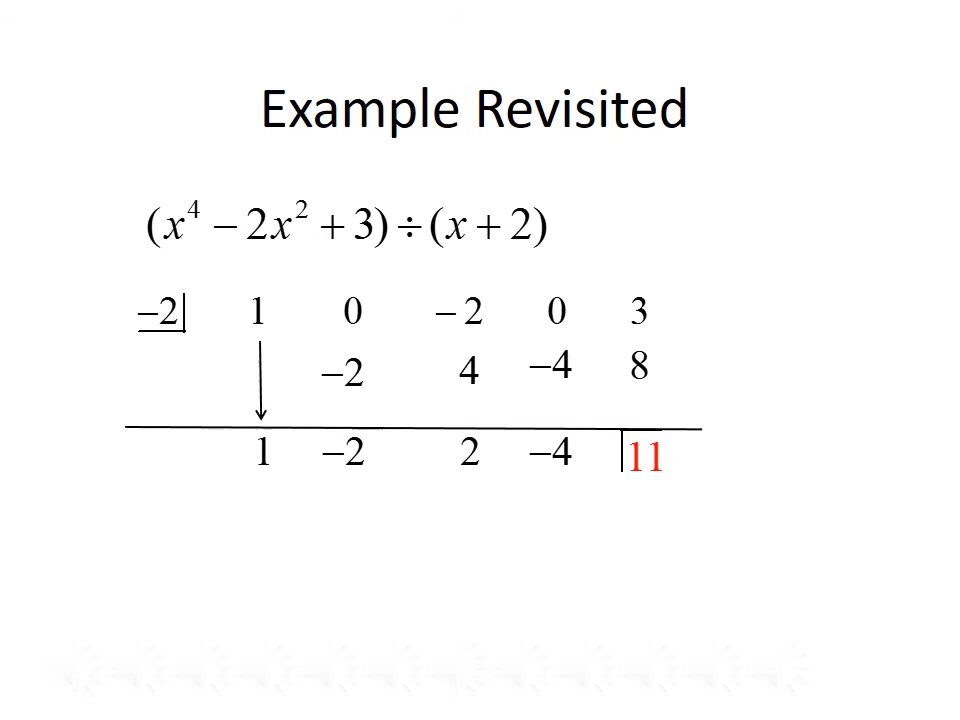 Example Revisited
(x⁴ − 2x² + 3) ÷ (x + 2)
−2 1 0 − 2 0 3
−2 4 −4 8
1 −2 2 −4 11